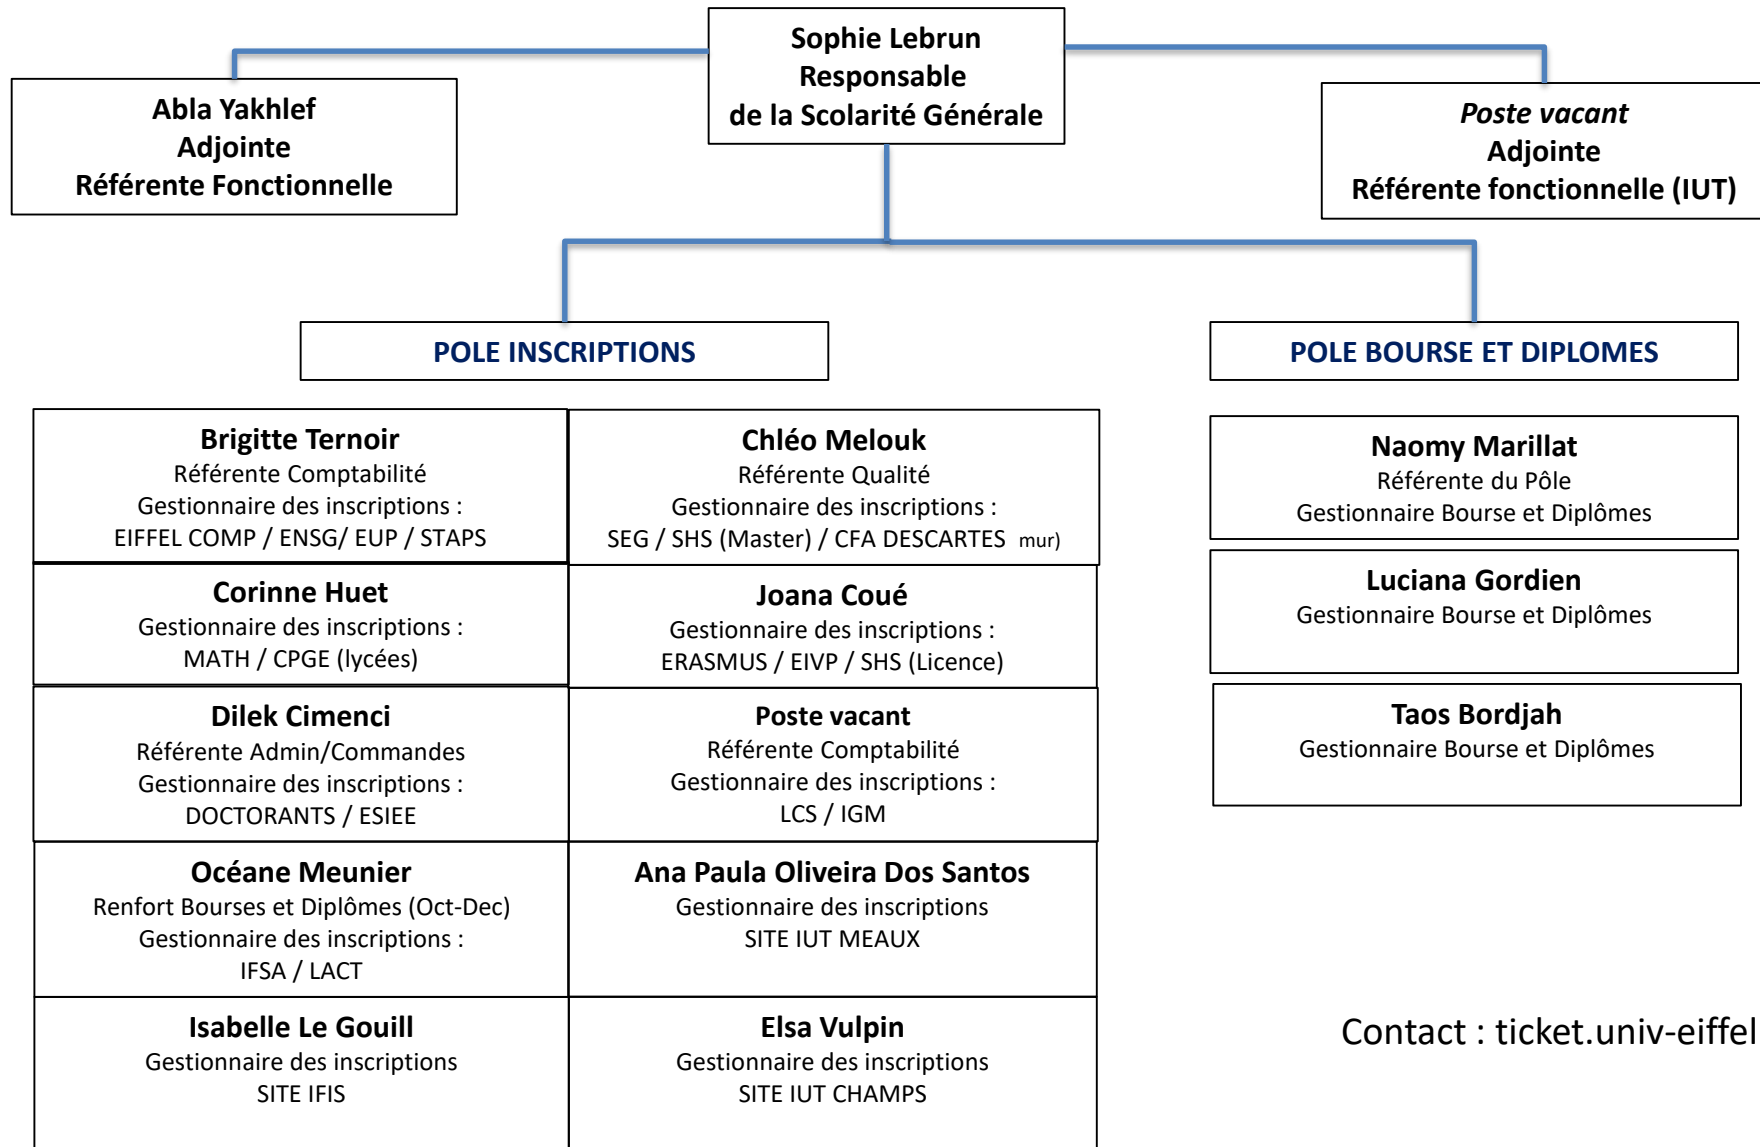 Sophie Lebrun
Responsable
de la Scolarité Générale
Abla Yakhlef
Adjointe
Référente Fonctionnelle
Poste vacant
Adjointe
Référente fonctionnelle (IUT)
POLE INSCRIPTIONS
POLE BOURSE ET DIPLOMES
Brigitte Ternoir
Référente Comptabilité
Gestionnaire des inscriptions :
EIFFEL COMP / ENSG/ EUP / STAPS
Chléo Melouk
Référente Qualité
Gestionnaire des inscriptions :
SEG / SHS (Master) / CFA DESCARTES mur)
Corinne Huet
Gestionnaire des inscriptions :
MATH / CPGE (lycées)
Joana Coué
Gestionnaire des inscriptions :
ERASMUS / EIVP / SHS (Licence)
Dilek Cimenci
Référente Admin/Commandes
Gestionnaire des inscriptions :
DOCTORANTS / ESIEE
Poste vacant
Référente Comptabilité
Gestionnaire des inscriptions :
LCS / IGM
Océane Meunier
Renfort Bourses et Diplômes (Oct-Dec)
Gestionnaire des inscriptions :
IFSA / LACT
Ana Paula Oliveira Dos Santos
Gestionnaire des inscriptions
SITE IUT MEAUX
Isabelle Le Gouill
Gestionnaire des inscriptions
SITE IFIS
Elsa Vulpin
Gestionnaire des inscriptions
SITE IUT CHAMPS
Naomy Marillat
Référente du Pôle
Gestionnaire Bourse et Diplômes
Luciana Gordien
Gestionnaire Bourse et Diplômes
Taos Bordjah
Gestionnaire Bourse et Diplômes
Contact : ticket.univ-eiffel